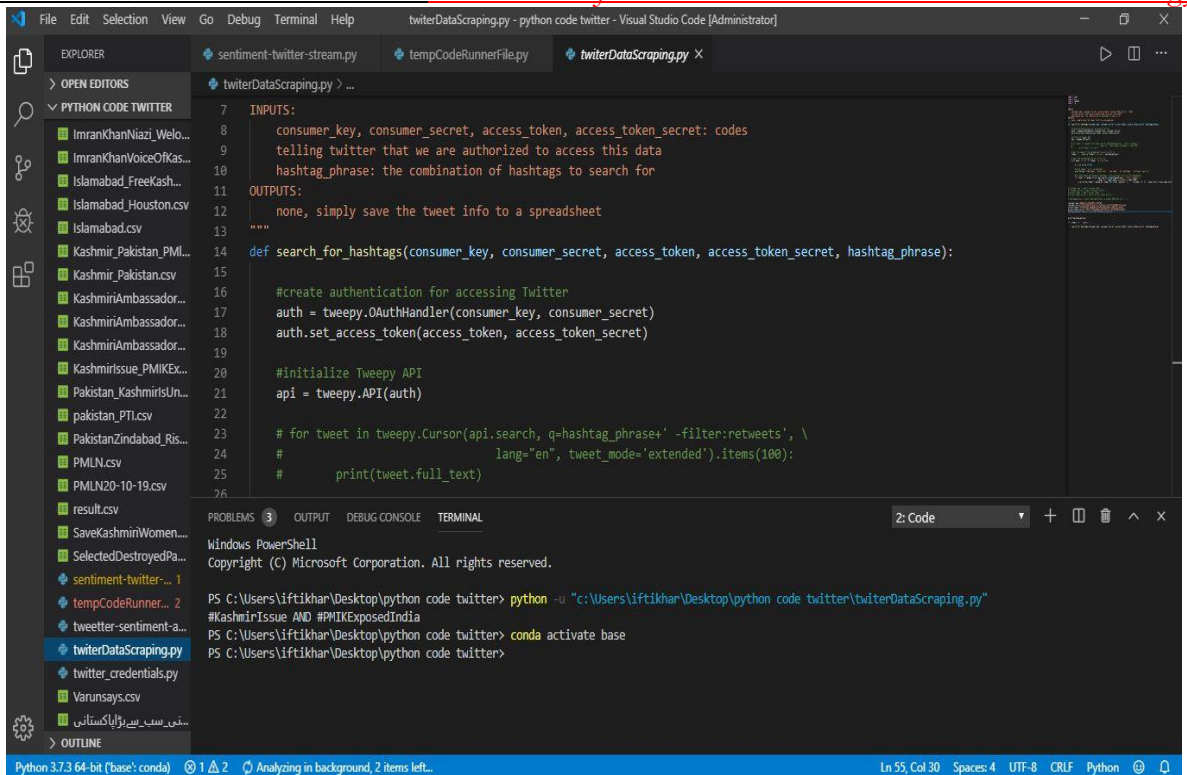 File Edit Selection View Go Debug Terminal Help twiterDataScraping.py - python code twitter - Visual Studio Code [Administrator]
EXPLORER
sentiment-twitter-stream.py tempCodeRunnerFile.py twiterDataScraping.py
OPEN EDITORS
twiterDataScraping.py > ...
PYTHON CODE TWITTER
ImranKhanNiazi_Welo...
ImranKhanVoiceOfKas...
Islamabad_FreeKash...
Islamabad_Houston.csv
Islamabad.csv
Kashmir_Pakistan_PMI...
Kashmir_Pakistan.csv
KashmiriAmbassador...
KashmiriAmbassador...
KashmiriAmbassador...
KashmirIssue_PMIKEx...
Pakistan_KashmirIsUn...
pakistan_PTI.csv
PakistanZindabad_Ris...
PMLN.csv
PMLN20-10-19.csv
result.csv
SaveKashmiriWomen....
SelectedDestroyedPa...
sentiment-twitter-... 1
tempCodeRunner... 2
tweetter-sentiment-a...
twiterDataScraping.py
twitter_credentials.py
Varunsays.csv
...نی_سب_سےبڑاپاکستانی
OUTLINE
7 INPUTS:
8 consumer_key, consumer_secret, access_token, access_token_secret: codes
9 telling twitter that we are authorized to access this data
10 hashtag_phrase: the combination of hashtags to search for
11 OUTPUTS:
12 none, simply save the tweet info to a spreadsheet
13 """
14 def search_for_hashtags(consumer_key, consumer_secret, access_token, access_token_secret, hashtag_phrase):
15
16 #create authentication for accessing Twitter
17 auth = tweepy.OAuthHandler(consumer_key, consumer_secret)
18 auth.set_access_token(access_token, access_token_secret)
19
20 #initialize Tweepy API
21 api = tweepy.API(auth)
22
23 # for tweet in tweepy.Cursor(api.search, q=hashtag_phrase+' -filter:retweets', \
24 # lang="en", tweet_mode='extended').items(100):
25 # print(tweet.full_text)
26
PROBLEMS 3 OUTPUT DEBUG CONSOLE TERMINAL 2: Code
Windows PowerShell
Copyright (C) Microsoft Corporation. All rights reserved.
PS C:\Users\iftikhar\Desktop\python code twitter> python -u "c:\Users\iftikhar\Desktop\python code twitter\twiterDataScraping.py"
#KashmirIssue AND #PMIKExposedIndia
PS C:\Users\iftikhar\Desktop\python code twitter> conda activate base
PS C:\Users\iftikhar\Desktop\python code twitter>
Python 3.7.3 64-bit ('base': conda) 1 2 Analyzing in background, 2 items left... Ln 55, Col 30 Spaces: 4 UTF-8 CRLF Python